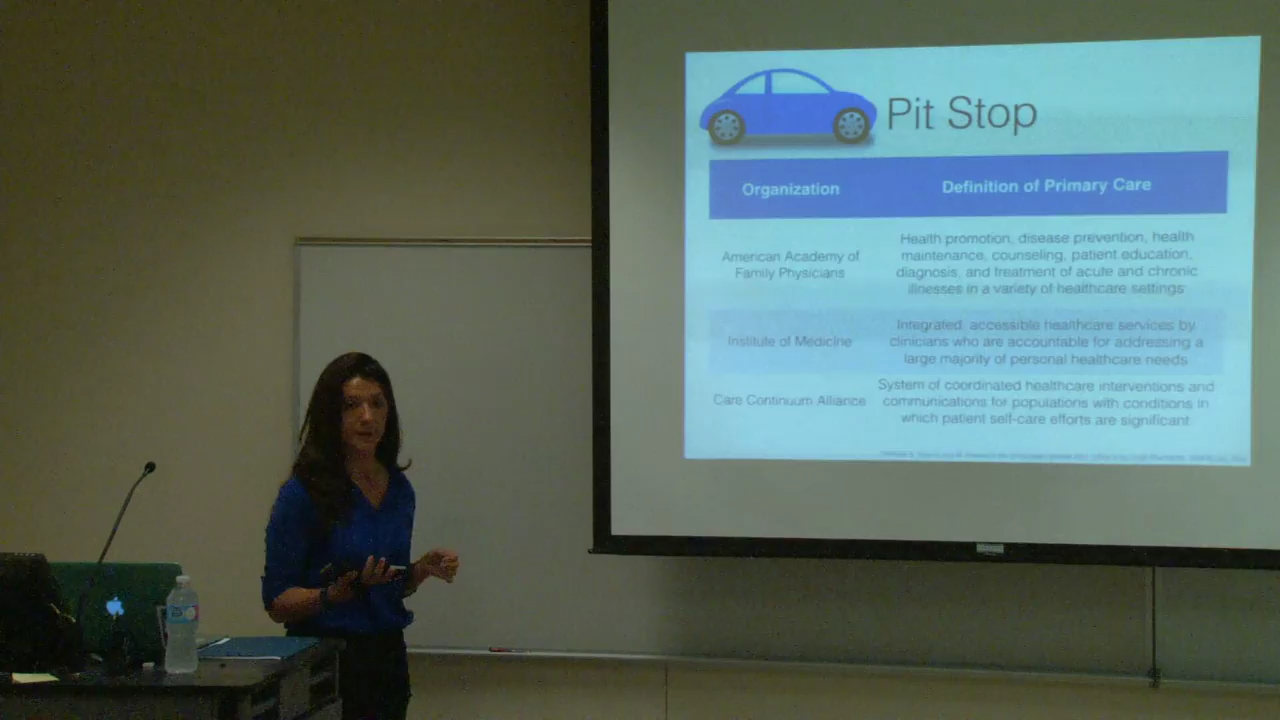 Pit Stop
Organization
Definition of Primary Care
American Academy of
Family Physicians
Health promotion, disease prevention, health
maintenance, counseling, patient education,
diagnosis, and treatment of acute and chronic
illnesses in a variety of healthcare settings
Institute of Medicine
Integrated, accessible healthcare services by
clinicians who are accountable for addressing a
large majority of personal healthcare needs
Care Continuum Alliance
System of coordinated healthcare interventions and
communications for populations with conditions in
which patient self-care efforts are significant